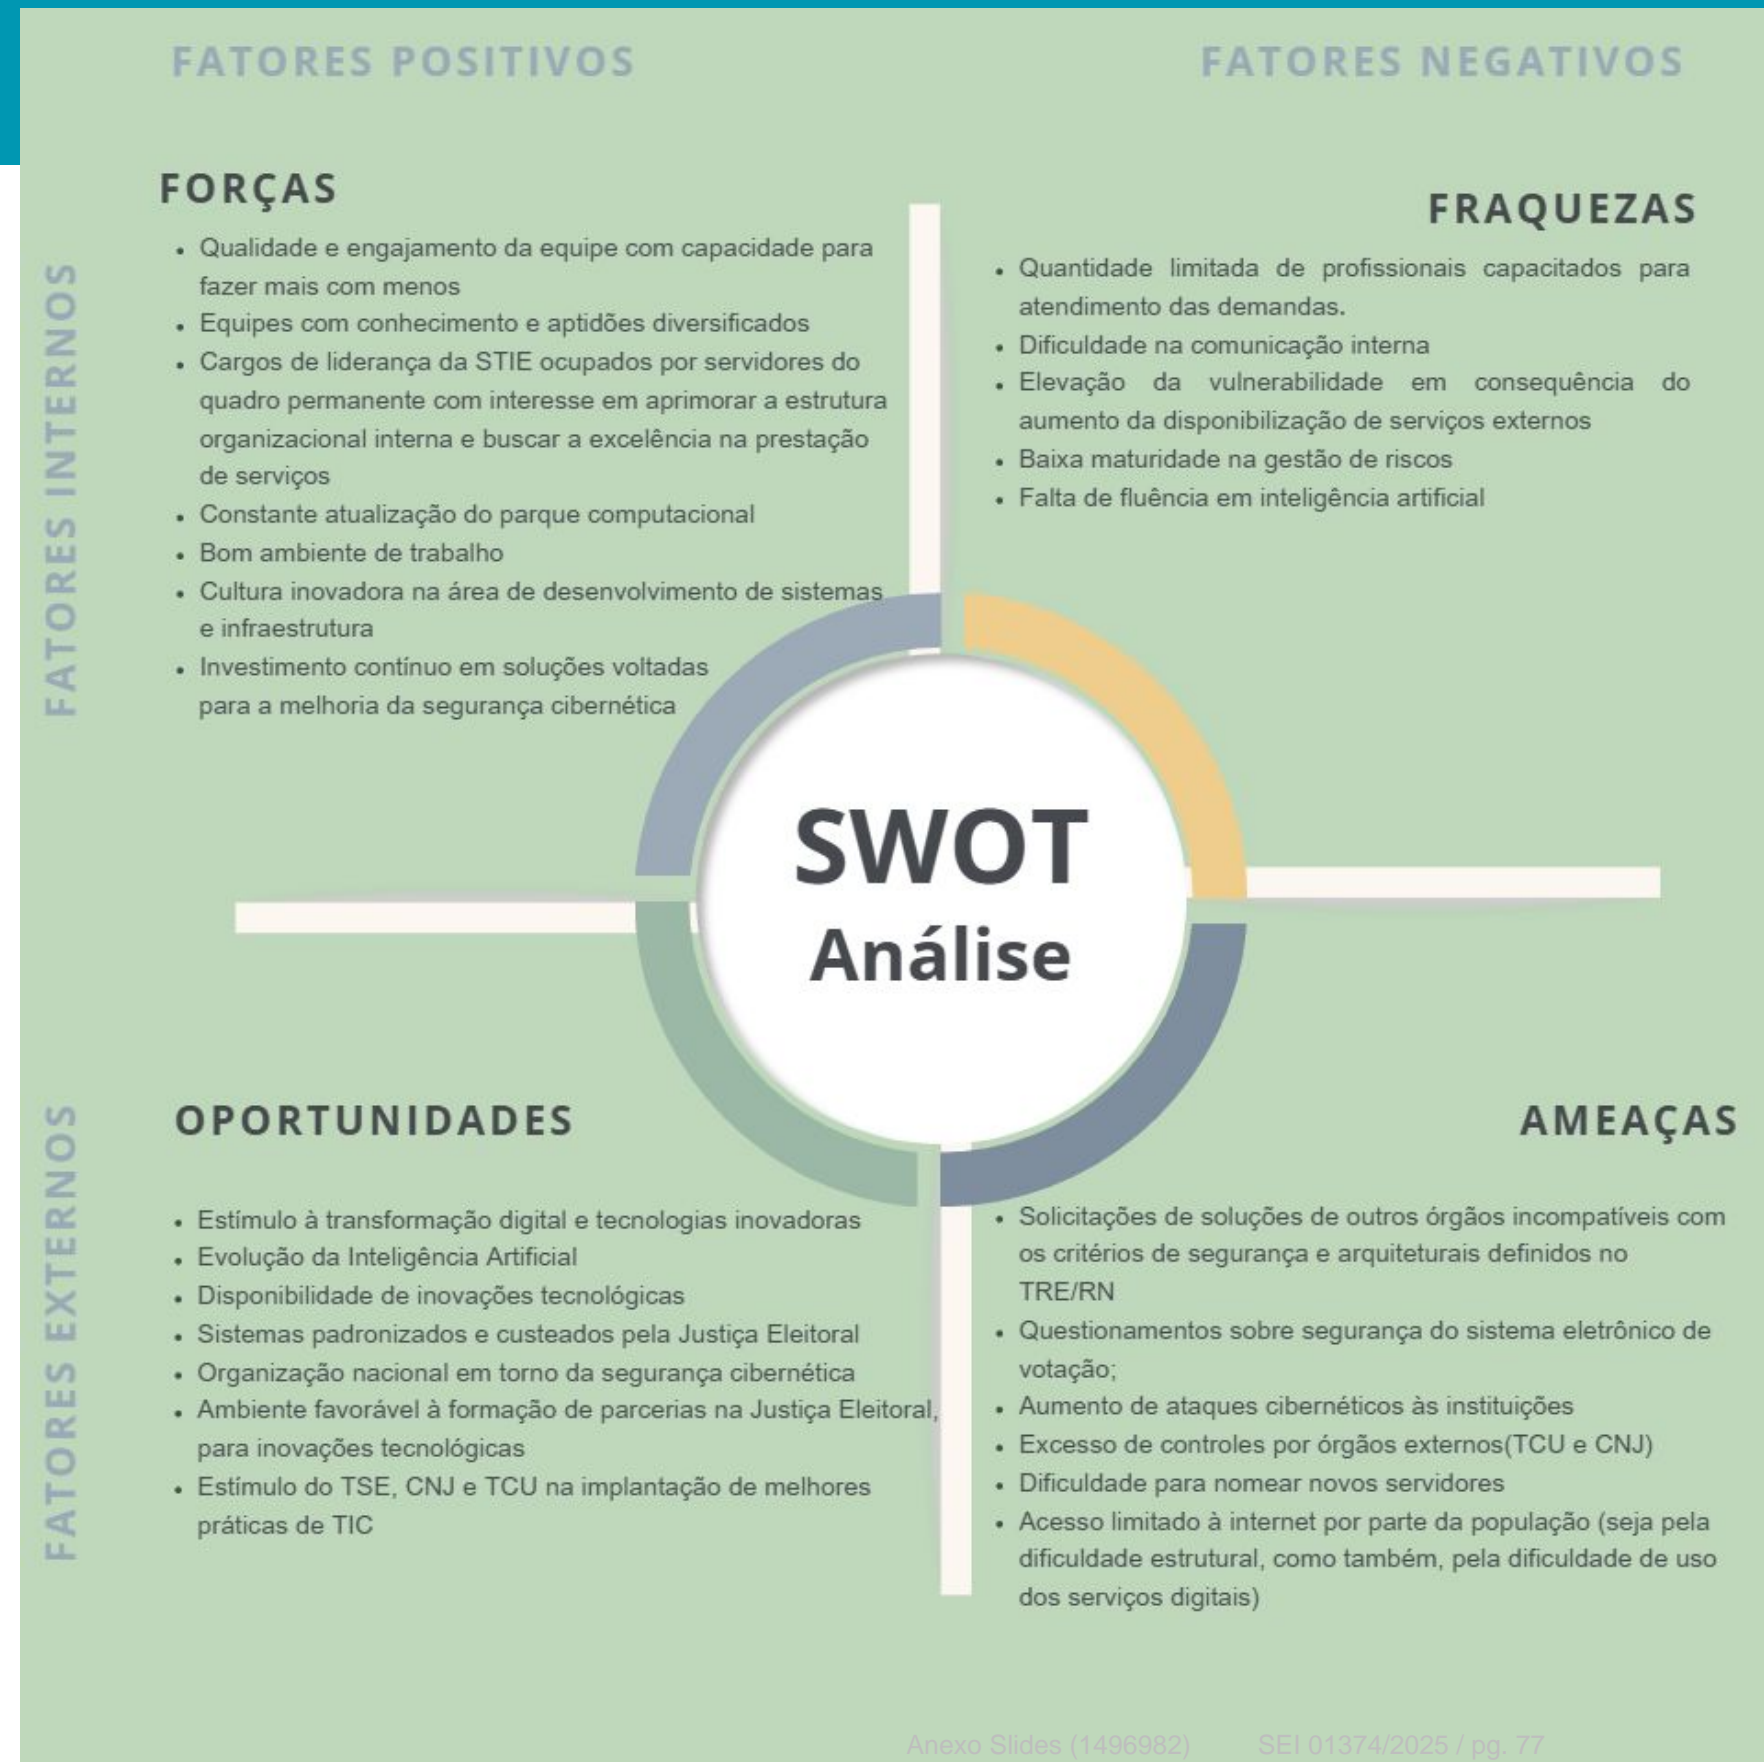 FATORES POSITIVOS
FATORES NEGATIVOS
FATORES INTERNOS
FORÇAS
• Qualidade e engajamento da equipe com capacidade para
fazer mais com menos
• Equipes com conhecimento e aptidões diversificados
• Cargos de liderança da STIE ocupados por servidores do
quadro permanente com interesse em aprimorar a estrutura
organizacional interna e buscar a excelência na prestação
de serviços
• Constante atualização do parque computacional
• Bom ambiente de trabalho
• Cultura inovadora na área de desenvolvimento de sistemas
e infraestrutura
• Investimento contínuo em soluções voltadas
para a melhoria da segurança cibernética
FRAQUEZAS
• Quantidade limitada de profissionais capacitados para
atendimento das demandas.
• Dificuldade na comunicação interna
• Elevação da vulnerabilidade em consequência do
aumento da disponibilização de serviços externos
• Baixa maturidade na gestão de riscos
• Falta de fluência em inteligência artificial
SWOT
Análise
FATORES EXTERNOS
OPORTUNIDADES
• Estímulo à transformação digital e tecnologias inovadoras
• Evolução da Inteligência Artificial
• Disponibilidade de inovações tecnológicas
• Sistemas padronizados e custeados pela Justiça Eleitoral
• Organização nacional em torno da segurança cibernética
• Ambiente favorável à formação de parcerias na Justiça Eleitoral,
para inovações tecnológicas
• Estímulo do TSE, CNJ e TCU na implantação de melhores
práticas de TIC
AMEAÇAS
• Solicitações de soluções de outros órgãos incompatíveis com
os critérios de segurança e arquiteturais definidos no
TRE/RN
• Questionamentos sobre segurança do sistema eletrônico de
votação;
• Aumento de ataques cibernéticos às instituições
• Excesso de controles por órgãos externos(TCU e CNJ)
• Dificuldade para nomear novos servidores
• Acesso limitado à internet por parte da população (seja pela
dificuldade estrutural, como também, pela dificuldade de uso
dos serviços digitais)
Anexo Slides (1496982) SEI 01374/2025 / pg. 77